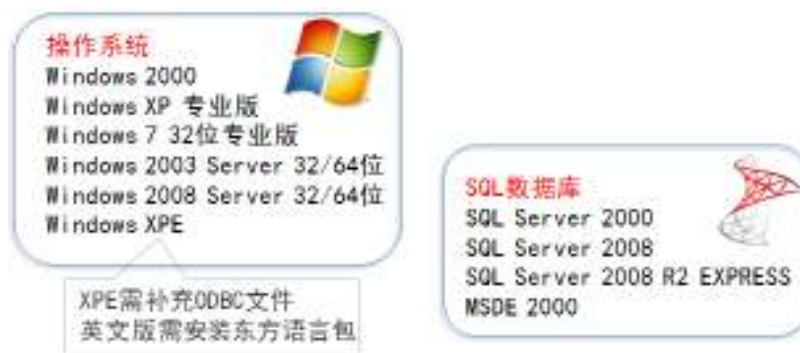 操作系统
Windows 2000
Windows XP 专业版
Windows 7 32位专业版
Windows 2003 Server 32/64位
Windows 2008 Server 32/64位
Windows XPE
XPE需补充ODBC文件
英文版需安装东方语言包
SQL数据库
SQL Server 2000
SQL Server 2008
SQL Server 2008 R2 EXPRESS
MSDE 2000